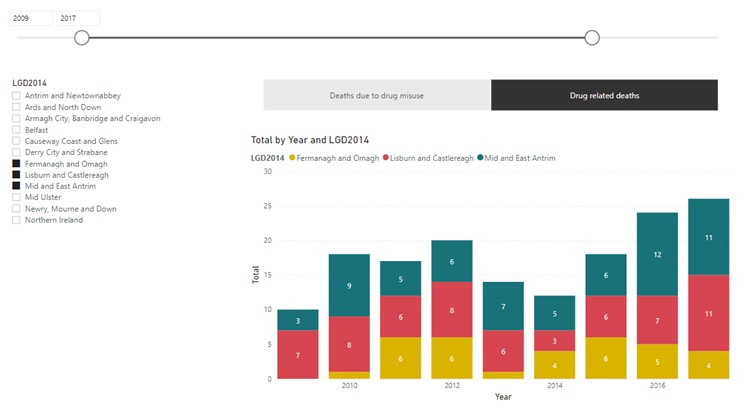 2009 2017
LGD2014
Antrim and Newtownabbey
Ards and North Down
Armagh City, Banbridge and Craigavon
Belfast
Causeway Coast and Glens
Derry City and Strabane
Fermanagh and Omagh
Lisburn and Castlereagh
Mid and East Antrim
Mid Ulster
Newry, Mourne and Down
Northern Ireland
Deaths due to drug misuse Drug related deaths
Total by Year and LGD2014
LGD2014 Fermanagh and Omagh Lisburn and Castlereagh Mid and East Antrim
30
25
20
15
10
5
0
Total
3 9 5 6 7 5 6 12 11
7 8 6 8 6 3 6 7 11
6 6 4 6 5 4
2010 2012 2014 2016
Year